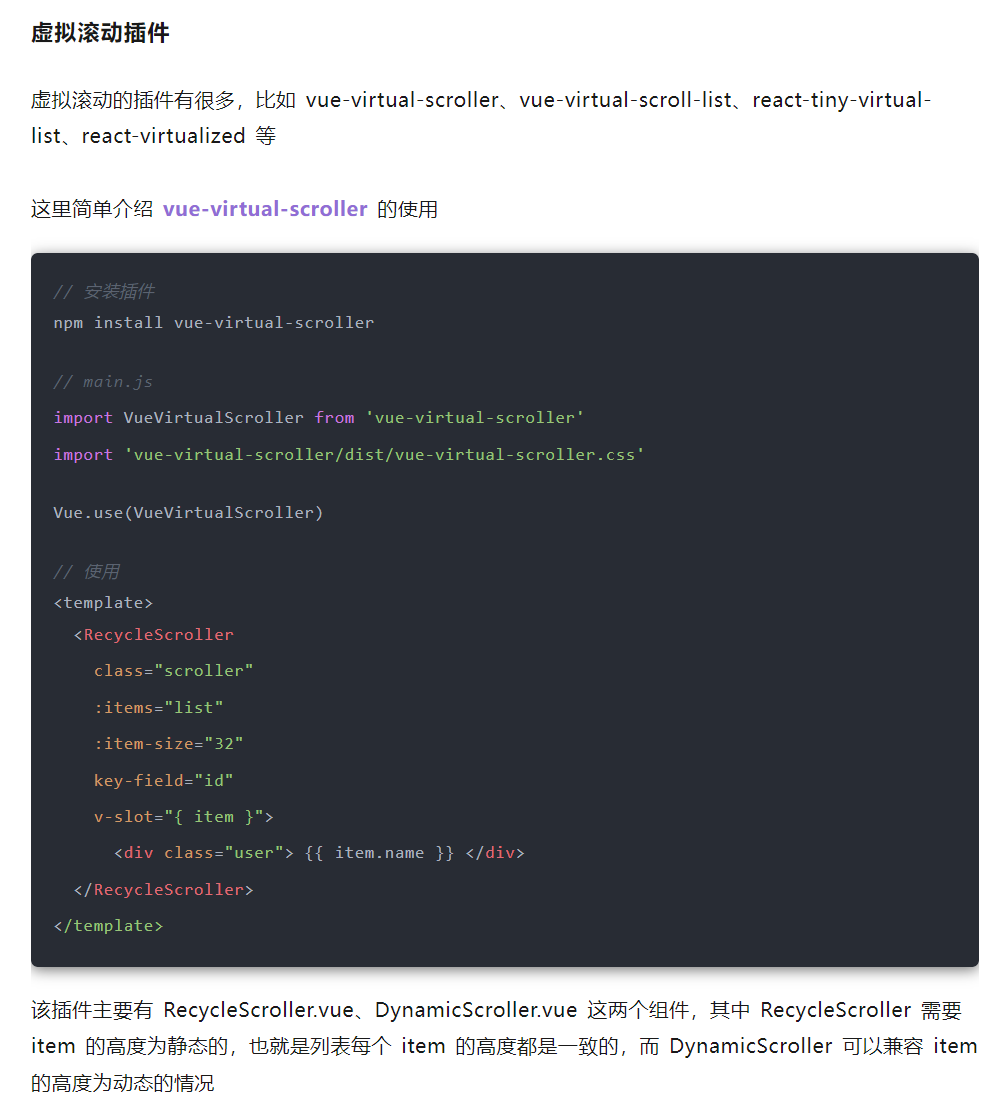 虚拟滚动插件
虚拟滚动的插件有很多，比如 vue-virtual-scroller、vue-virtual-scroll-list、react-tiny-virtual-
list、react-virtualized 等
这里简单介绍 vue-virtual-scroller 的使用
// 安装插件
npm install vue-virtual-scroller
// main.js
import VueVirtualScroller from 'vue-virtual-scroller'
import 'vue-virtual-scroller/dist/vue-virtual-scroller.css'
Vue.use(VueVirtualScroller)
// 使用
<template>
  <RecycleScroller
    class="scroller"
    :items="list"
    :item-size="32"
    key-field="id"
    v-slot="{ item }">
      <div class="user"> {{ item.name }} </div>
  </RecycleScroller>
</template>
该插件主要有 RecycleScroller.vue、DynamicScroller.vue 这两个组件，其中 RecycleScroller 需要
item 的高度为静态的，也就是列表每个 item 的高度都是一致的，而 DynamicScroller 可以兼容 item
的高度为动态的情况